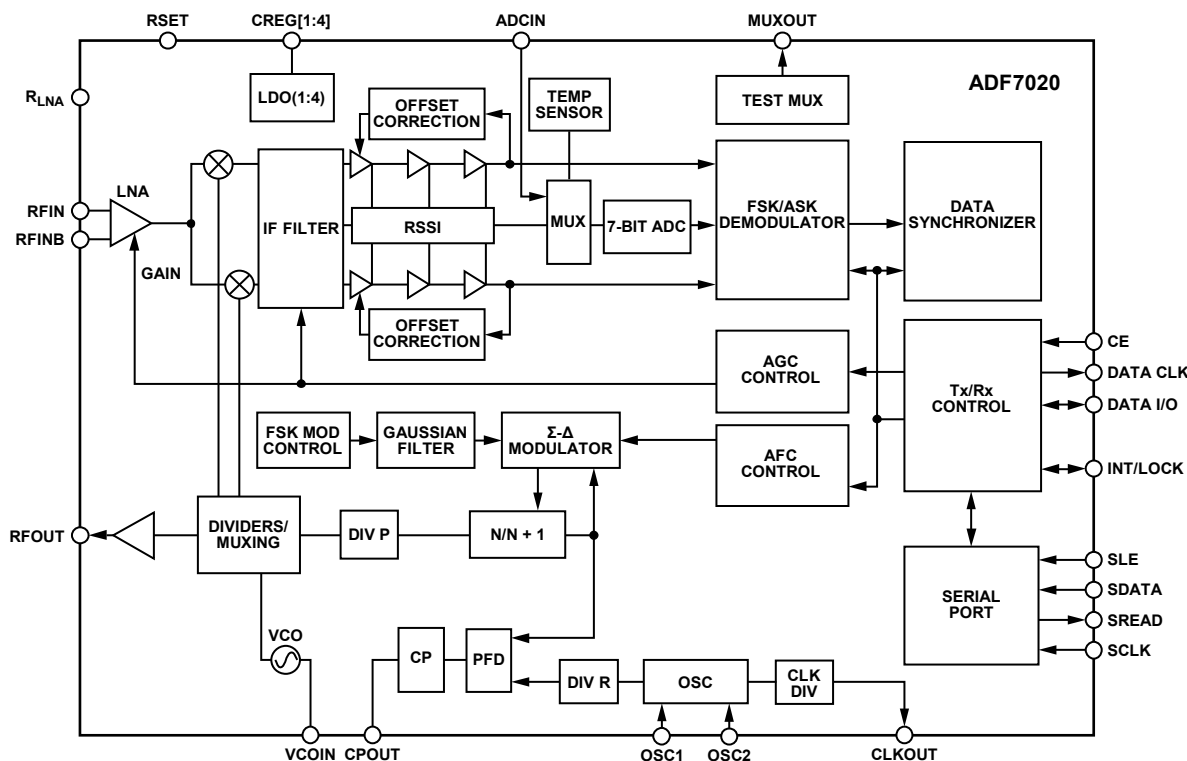 RSET
CREG[1:4]
ADCIN
MUXOUT
ADF7020
RLNA
LDO(1:4)
OFFSET
CORRECTION
TEMP
SENSOR
TEST MUX
LNA
RFIN
RFINB
GAIN
IF FILTER
RSSI
MUX
7-BIT ADC
FSK/ASK
DEMODULATOR
DATA
SYNCHRONIZER
OFFSET
CORRECTION
AGC
CONTROL
Tx/Rx
CONTROL
CE
DATA CLK
DATA I/O
INT/LOCK
FSK MOD
CONTROL
GAUSSIAN
FILTER
Σ-Δ
MODULATOR
AFC
CONTROL
RFOUT
DIVIDERS/
MUXING
DIV P
N/N + 1
SERIAL
PORT
SLE
SDATA
SREAD
SCLK
VCO
CP
PFD
DIV R
OSC
CLK
DIV
VCOIN
CPOUT
OSC1
OSC2
CLKOUT